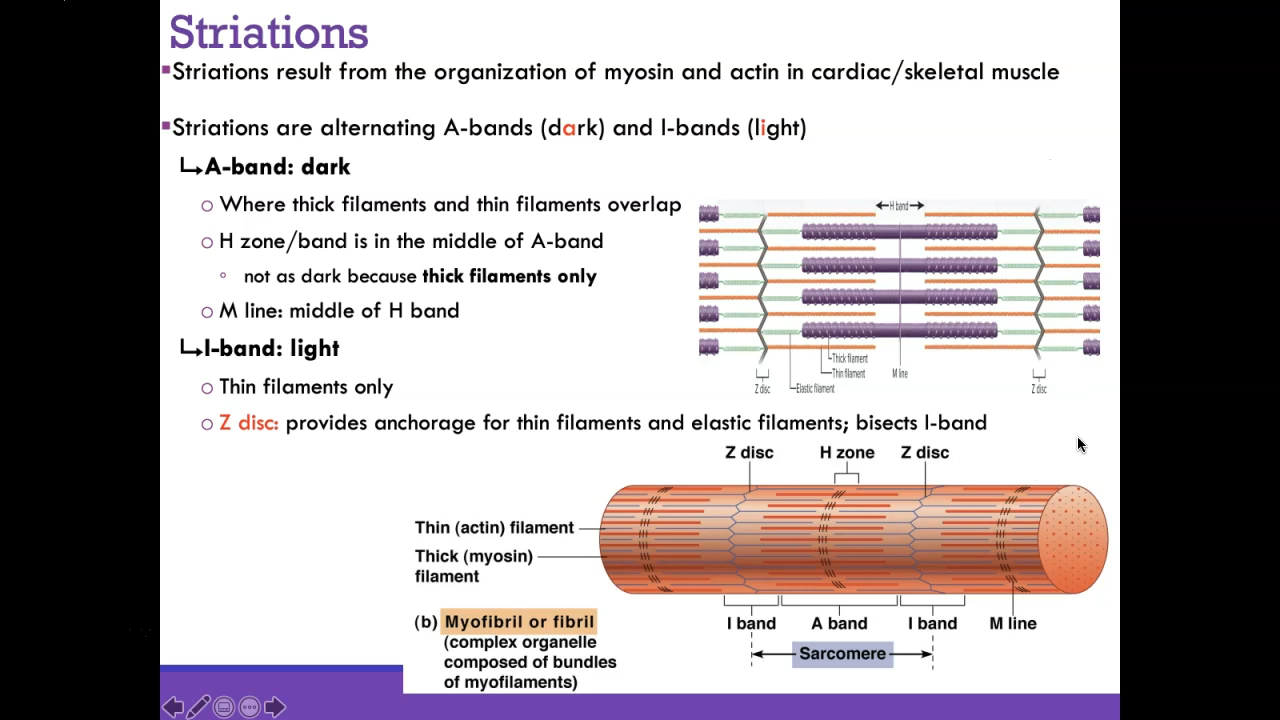 Striations
Striations result from the organization of myosin and actin in cardiac/skeletal muscle
Striations are alternating A-bands (dark) and I-bands (light)
A-band: dark
Where thick filaments and thin filaments overlap
H zone/band is in the middle of A-band
not as dark because thick filaments only
M line: middle of H band
I-band: light
Thin filaments only
Z disc: provides anchorage for thin filaments and elastic filaments; bisects I-band
H band
Thick filament
Thin filament
M line
Z disc
Elastic filament
Z disc
Z disc
H zone
Z disc
Thin (actin) filament
Thick (myosin)
filament
I band
A band
I band
M line
(b) Myofibril or fibril
(complex organelle
composed of bundles
of myofilaments)
Sarcomere